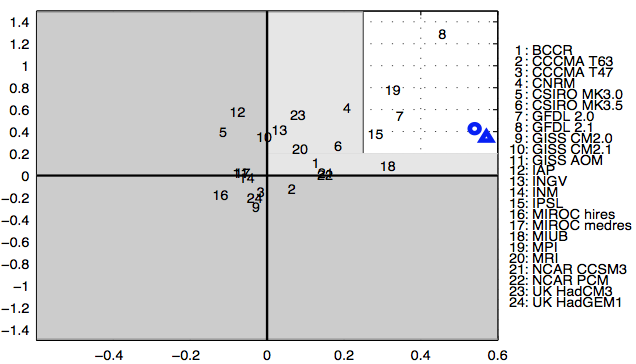 1.4
1.2
1
0.8
0.6
0.4
0.2
0
−0.2
−0.4
−0.6
−0.8
−1
−1.2
−1.4
−0.4
−0.2
0
0.2
0.4
0.6
8
19
7
15
6
12
23
5
13
10
20
6
1
18
21
22
14
16
3
2
24
9
4
1: BCCR
2: CCCMA T63
3: CCCMA T47
4: CNRM
5: CSIRO MK3.0
6: CSIRO MK3.5
7: GFDL 2.0
8: GFDL 2.1
9: GISS CM2.0
10: GISS CM2.1
11: GISS AOM
12: IAP
13: INGV
14: INM
15: IPSL
16: MIROC hires
17: MIROC medres
18: MIUB
19: MPI
20: MRI
21: NCAR CCSM3
22: NCAR PCM
23: UK HadCM3
24: UK HadGEM1